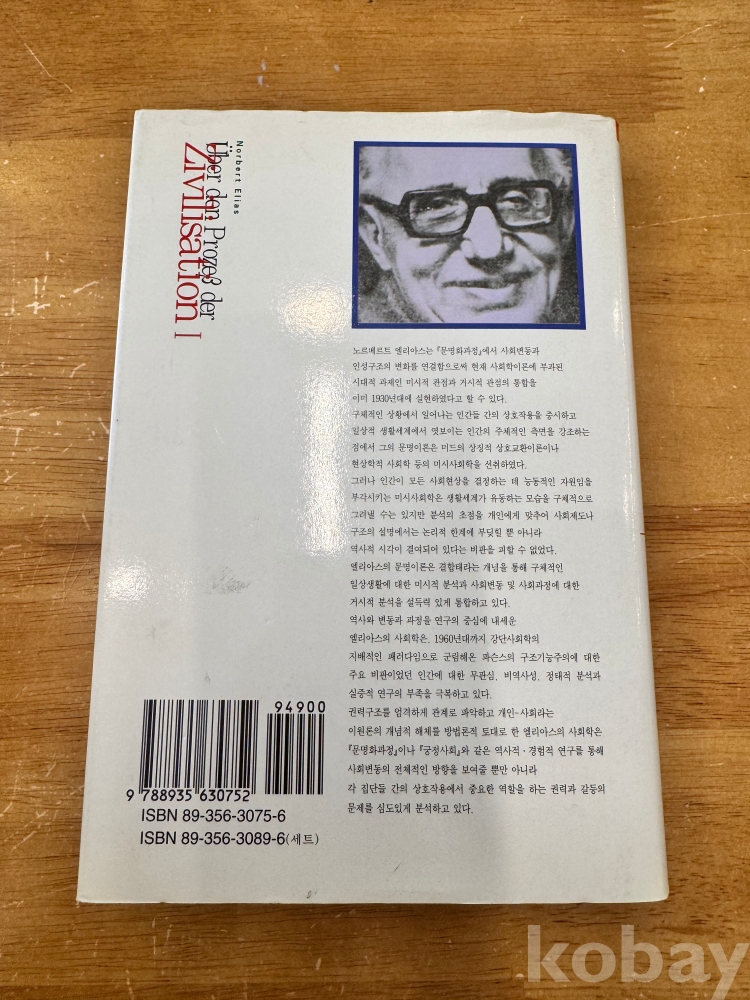 Norbert Elias
Über den Prozeß der
Zivilisation I
노르베르트 엘리아스는 『문명화과정』에서 사회변동과
인성구조의 변화를 연결함으로써 현재 사회학이론에 부과된
시대적 과제인 미시적 관점과 거시적 관점의 통합을
이미 1930년대에 실현하였다고 할 수 있다.
구체적인 상황에서 일어나는 인간들 간의 상호작용을 중시하고
일상적 생활세계에서 엿보이는 인간의 주체적인 측면을 강조하는
점에서 그의 문명이론은 미드의 상징적 상호교환이론이나
현상학적 사회학 등의 미시사회학을 선취하였다.
그러나 인간이 모든 사회현상을 결정하는 데 능동적인 자원임을
부각시키는 미시사회학은 생활세계가 유동하는 모습을 구체적으로
그려낼 수는 있지만 분석의 초점을 개인에게 맞추어 사회제도나
구조의 설명에서는 논리적 한계에 부딪힐 뿐 아니라
역사적 시각이 결여되어 있다는 비판을 피할 수 없었다.
엘리아스의 문명이론은 결합태라는 개념을 통해 구체적인
일상생활에 대한 미시적 분석과 사회변동 및 사회과정에 대한
거시적 분석을 설득력 있게 통합하고 있다.
역사와 변동과 과정을 연구의 중심에 내세운
엘리아스의 사회학은, 1960년대까지 강단사회학의
지배적인 패러다임으로 군림해온 파슨스의 구조기능주의에 대한
주요 비판이었던 인간에 대한 무관심, 비역사성, 정태적 분석과
실증적 연구의 부족을 극복하고 있다.
권력구조를 엄격하게 관계로 파악하고 개인-사회라는
이원론의 개념적 해체를 방법론적 토대로 한 엘리아스의 사회학은
『문명화과정』이나 『궁정사회』와 같은 역사적·경험적 연구를 통해
사회변동의 전체적인 방향을 보여줄 뿐만 아니라
각 집단들 간의 상호작용에서 중요한 역할을 하는 권력과 갈등의
문제를 심도있게 분석하고 있다.
94900
9 788935 630752
ISBN 89-356-3075-6
ISBN 89-356-3089-6(세트)
kobay